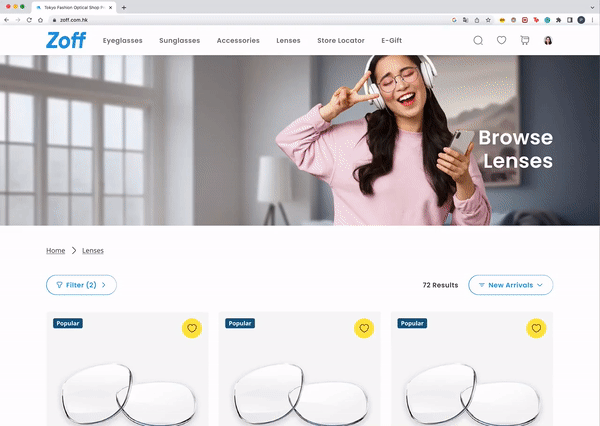 Tokyo Fashion Optical Shop
zoff.com.hk
Zoff
Eyeglasses
Sunglasses
Accessories
Lenses
Store Locator
E-Gift
Browse
Lenses
Home
Lenses
Filter (2)
72 Results
New Arrivals
Popular
Popular
Popular